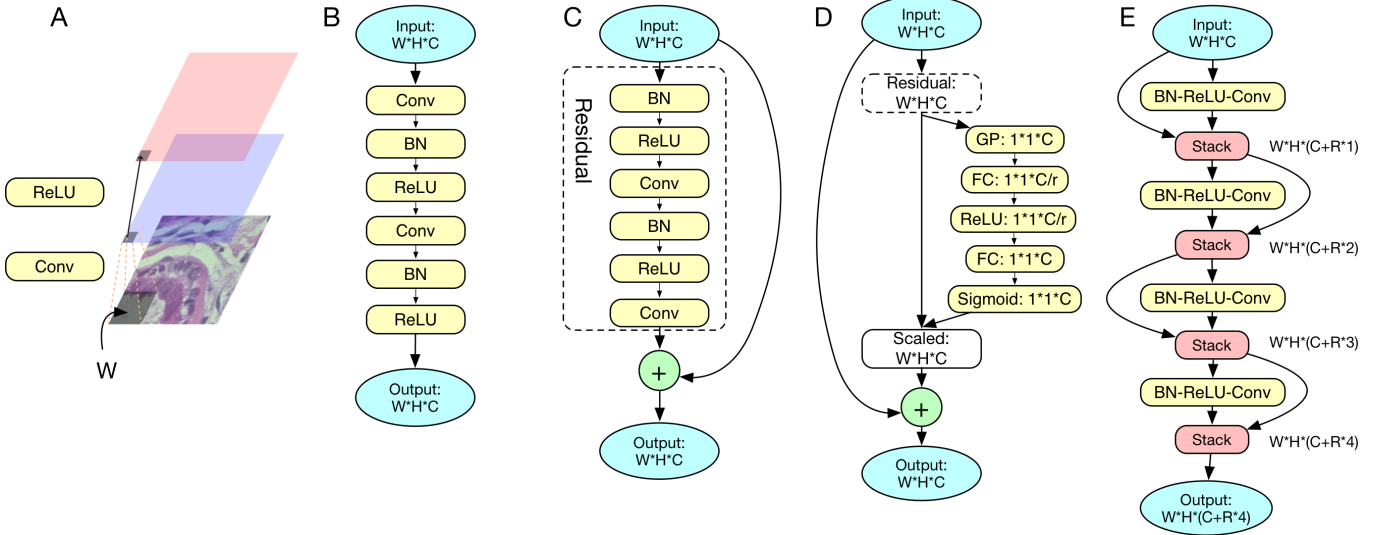 A
ReLU
Conv
W
B
Input:
W*H*C
Conv
BN
ReLU
Conv
BN
ReLU
Output:
W*H*C
C
Input:
W*H*C
Residual
BN
ReLU
Conv
BN
ReLU
Conv
+
Output:
W*H*C
D
Input:
W*H*C
Residual:
W*H*C
GP: 1*1*C
FC: 1*1*C/r
ReLU: 1*1*C/r
FC: 1*1*C
Sigmoid: 1*1*C
Scaled:
W*H*C
+
Output:
W*H*C
E
Input:
W*H*C
BN-ReLU-Conv
Stack
W*H*(C+R*1)
BN-ReLU-Conv
Stack
W*H*(C+R*2)
BN-ReLU-Conv
Stack
W*H*(C+R*3)
BN-ReLU-Conv
Stack
W*H*(C+R*4)
Output:
W*H*(C+R*4)